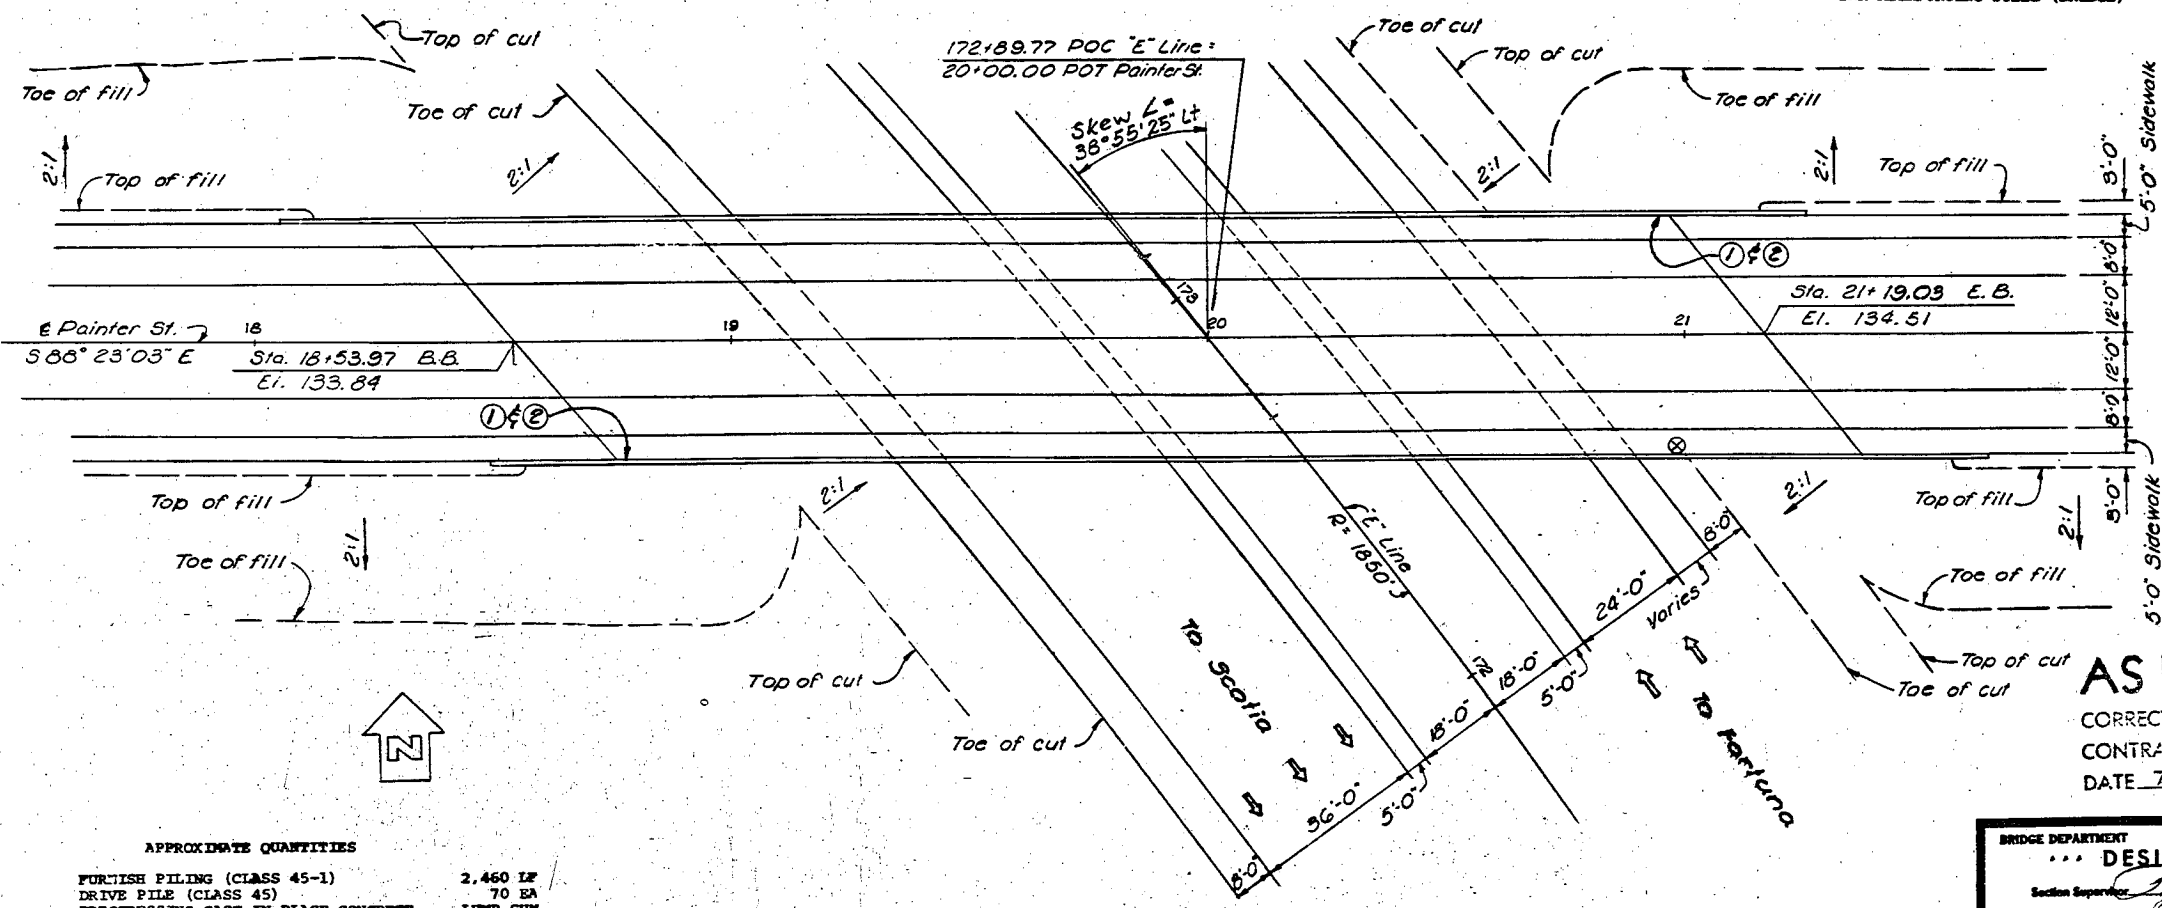 Top of cut
Toe of fill
Toe of cut
172+89.77 POC "E" Line =
20+00.00 POT Painter St.
Skew ∠=
38°55'25" Lt
Toe of cut
Top of cut
Toe of fill
2:1
Top of fill
2:1
2:1
2:1
Top of fill
8'-0"
5'-0" Sidewalk
① & ②
8'-0"
12'-0"
12'-0"
8'-0"
173
Sta. 21+19.03 E.B.
El. 134.51
℄ Painter St.
S 88° 23' 03" E
18
19
20
21
Sta. 18+53.97 B.B.
El. 133.84
① & ②
Top of fill
2:1
Toe of fill
2:1
"E" Line
R= 1850'
2:1
Top of fill
2:1
8'-0"
5'-0" Sidewalk
8'-0"
24'-0"
varies
Toe of fill
Top of cut
Toe of cut
Top of cut
Toe of cut
To Scotia
172
18'-0"
5'-0"
18'-0"
36'-0"
5'-0"
8'-0"
To Fortuna
N
AS
CORREC
CONTRA
DATE 7
APPROXIMATE QUANTITIES
FURNISH PILING (CLASS 45-1) 2,460 LF
DRIVE PILE (CLASS 45) 70 EA
BRIDGE DEPARTMENT
DESI
Section Supervisor